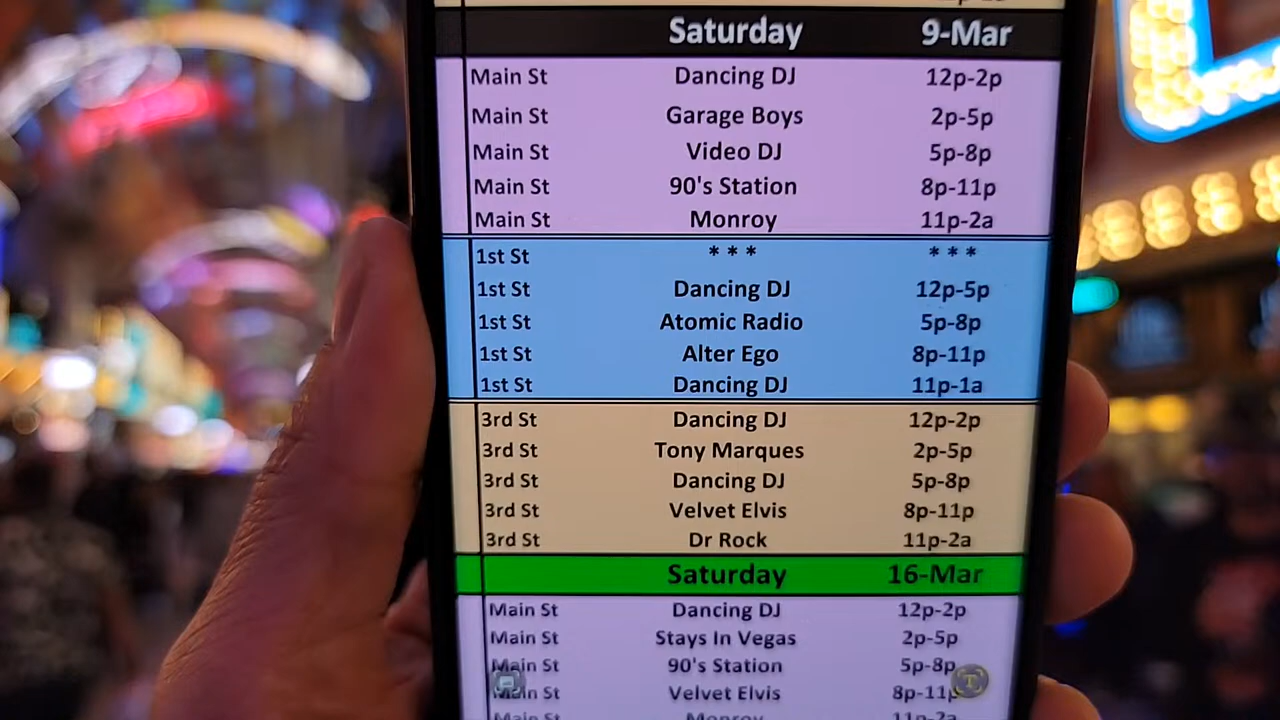 Saturday 9-Mar
Main St Dancing DJ 12p-2p
Main St Garage Boys 2p-5p
Main St Video DJ 5p-8p
Main St 90's Station 8p-11p
Main St Monroy 11p-2a
1st St * * * * * *
1st St Dancing DJ 12p-5p
1st St Atomic Radio 5p-8p
1st St Alter Ego 8p-11p
1st St Dancing DJ 11p-1a
3rd St Dancing DJ 12p-2p
3rd St Tony Marques 2p-5p
3rd St Dancing DJ 5p-8p
3rd St Velvet Elvis 8p-11p
3rd St Dr Rock 11p-2a
Saturday 16-Mar
Main St Dancing DJ 12p-2p
Main St Stays In Vegas 2p-5p
Main St 90's Station 5p-8p
Main St Velvet Elvis 8p-11p
Main St Monroy 11p-2a